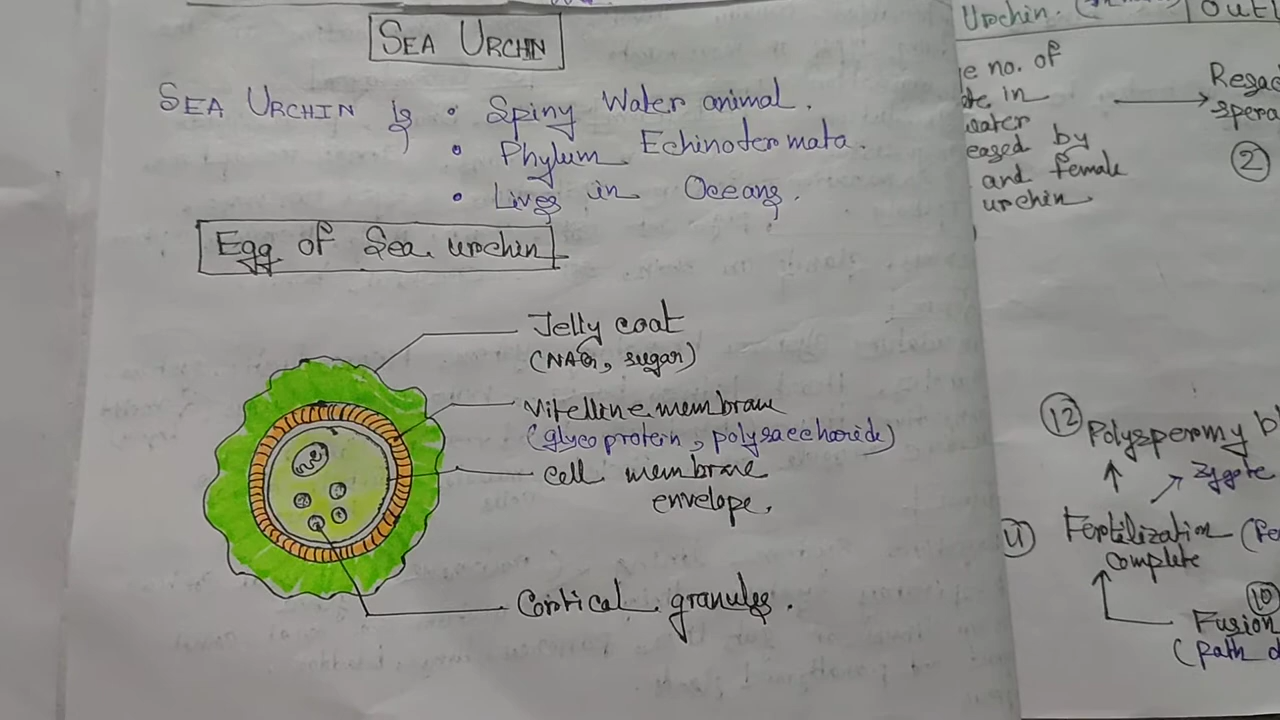 SEA URCHIN
SEA URCHIN is • Spiny Water animal.
• Phylum Echinodermata.
• Lives in Oceans.
Egg of Sea urchin
Jelly coat
sugar)
Vitelline membrane
(glycoprotein, polysaccharide)
cell membrane
envelope.
Cortical granules.
Urchin.
no. of
in
water
by
and female
urchin
2
12 Polyspermy
Zygote
11 Fertilization
complete
10
Fusion
(path